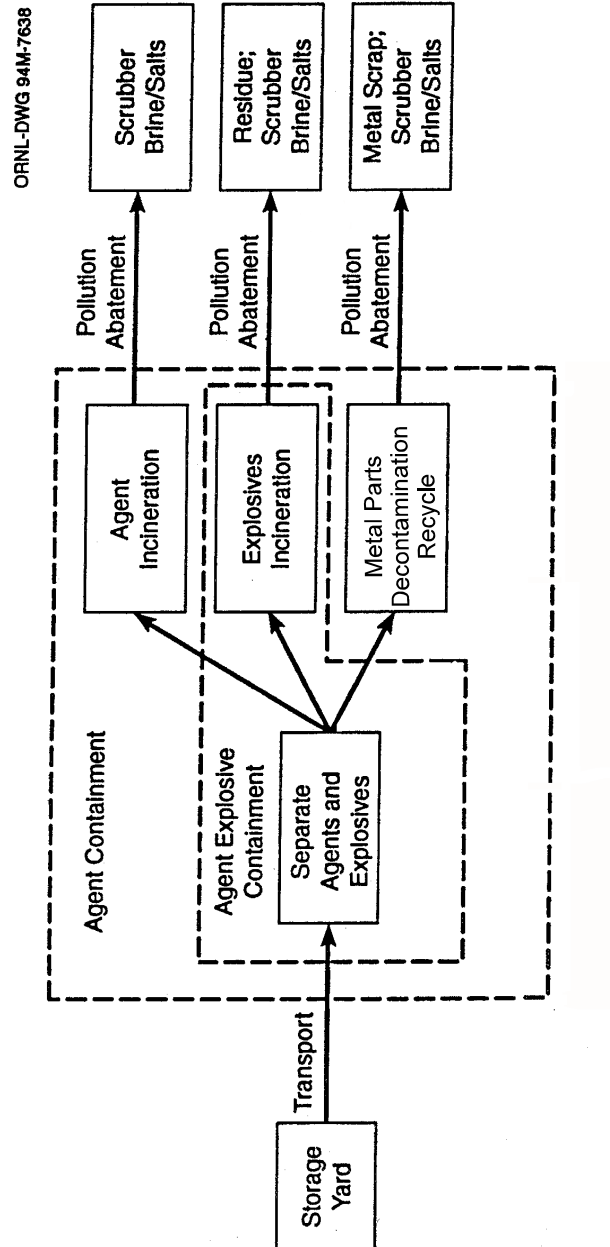 ORNL-DWG 94M-7638
Agent Containment
Agent Explosive
Containment
Storage
Yard
Transport
Separate
Agents and
Explosives
Agent
Incineration
Pollution
Abatement
Scrubber
Brine/Salts
Explosives
Incineration
Pollution
Abatement
Residue;
Scrubber
Brine/Salts
Metal Parts
Decontamination
Recycle
Pollution
Abatement
Metal Scrap;
Scrubber
Brine/Salts